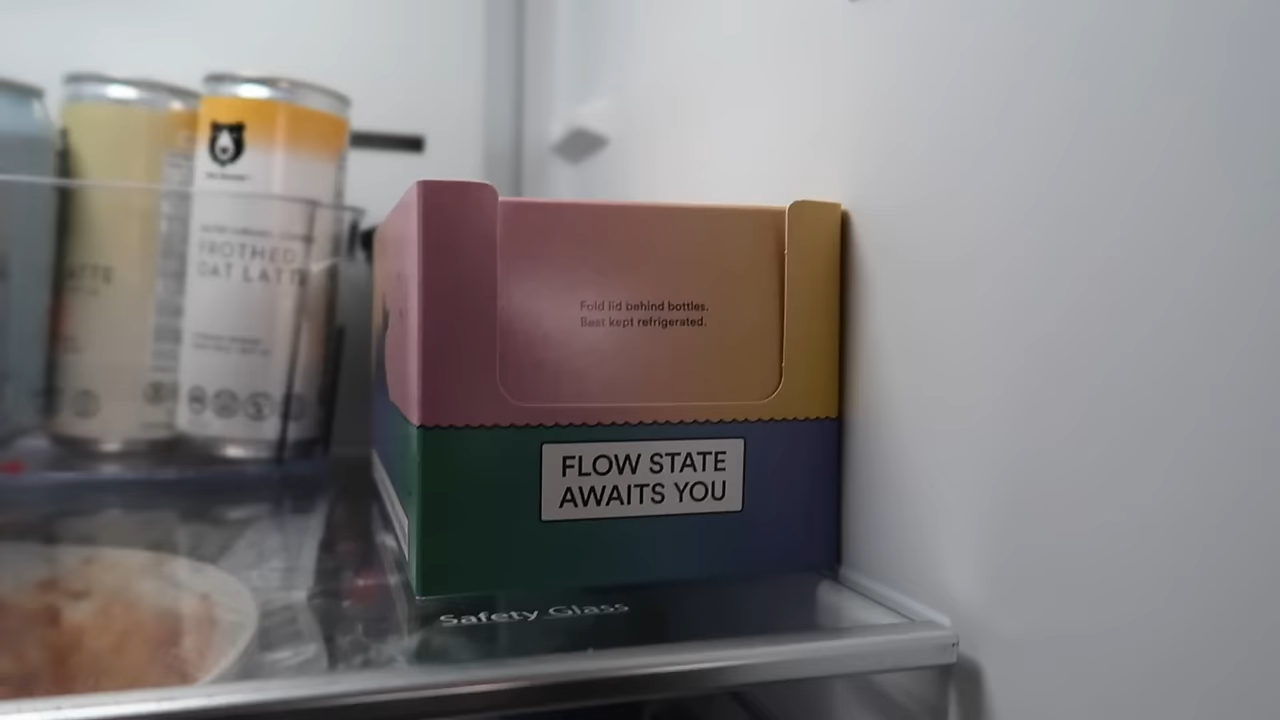 FROTHED
OAT LATTE
Fold lid behind bottles.
Best kept refrigerated.
FLOW STATE
AWAITS YOU
Safety Glass